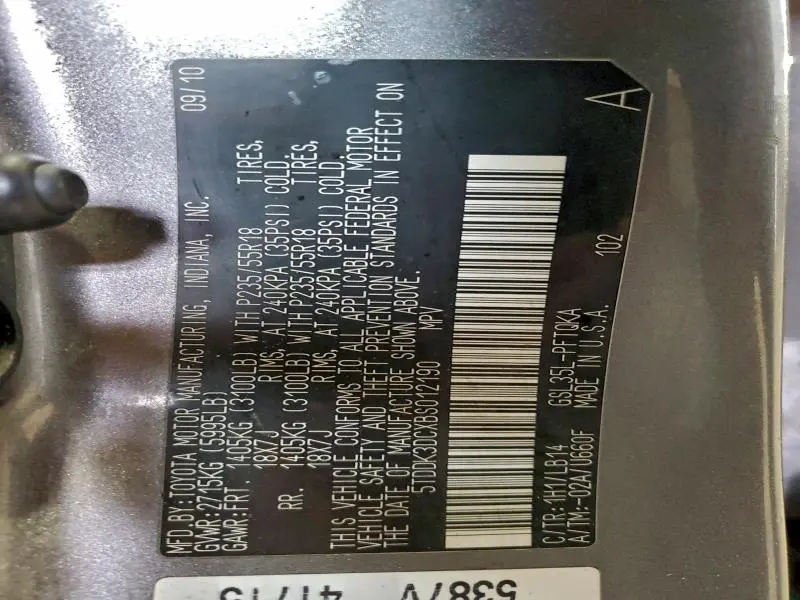 MFD.BY:TOYOTA MOTOR MANUFACTURING, INDIANA, INC. 09/10
GVWR:2715KG (5995LB)
GAWR:FRT. 1405KG (3100LB) WITH P235/55R18 TIRES,
18X7J RIMS, AT 240KPA (35PSI) COLD.
RR. 1405KG (3100LB) WITH P235/55R18 TIRES,
18X7J RIMS, AT 240KPA (35PSI) COLD.
THIS VEHICLE CONFORMS TO ALL APPLICABLE FEDERAL MOTOR
VEHICLE SAFETY AND THEFT PREVENTION STANDARDS IN EFFECT ON
THE DATE OF MANUFACTURE SHOWN ABOVE.
5TDDK3DCXBS012190 MPV
C/TR:1H1/LB14 GSL35L-PFTQKA 102
A/TM:-02A/U660F MADE IN U.S.A.
A